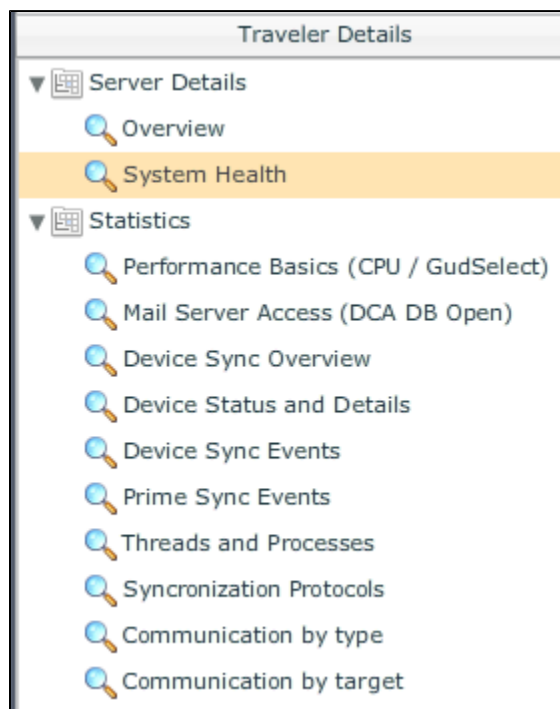 Traveler Details
Server Details
Overview
System Health
Statistics
Performance Basics (CPU / GudSelect)
Mail Server Access (DCA DB Open)
Device Sync Overview
Device Status and Details
Device Sync Events
Prime Sync Events
Threads and Processes
Syncronization Protocols
Communication by type
Communication by target